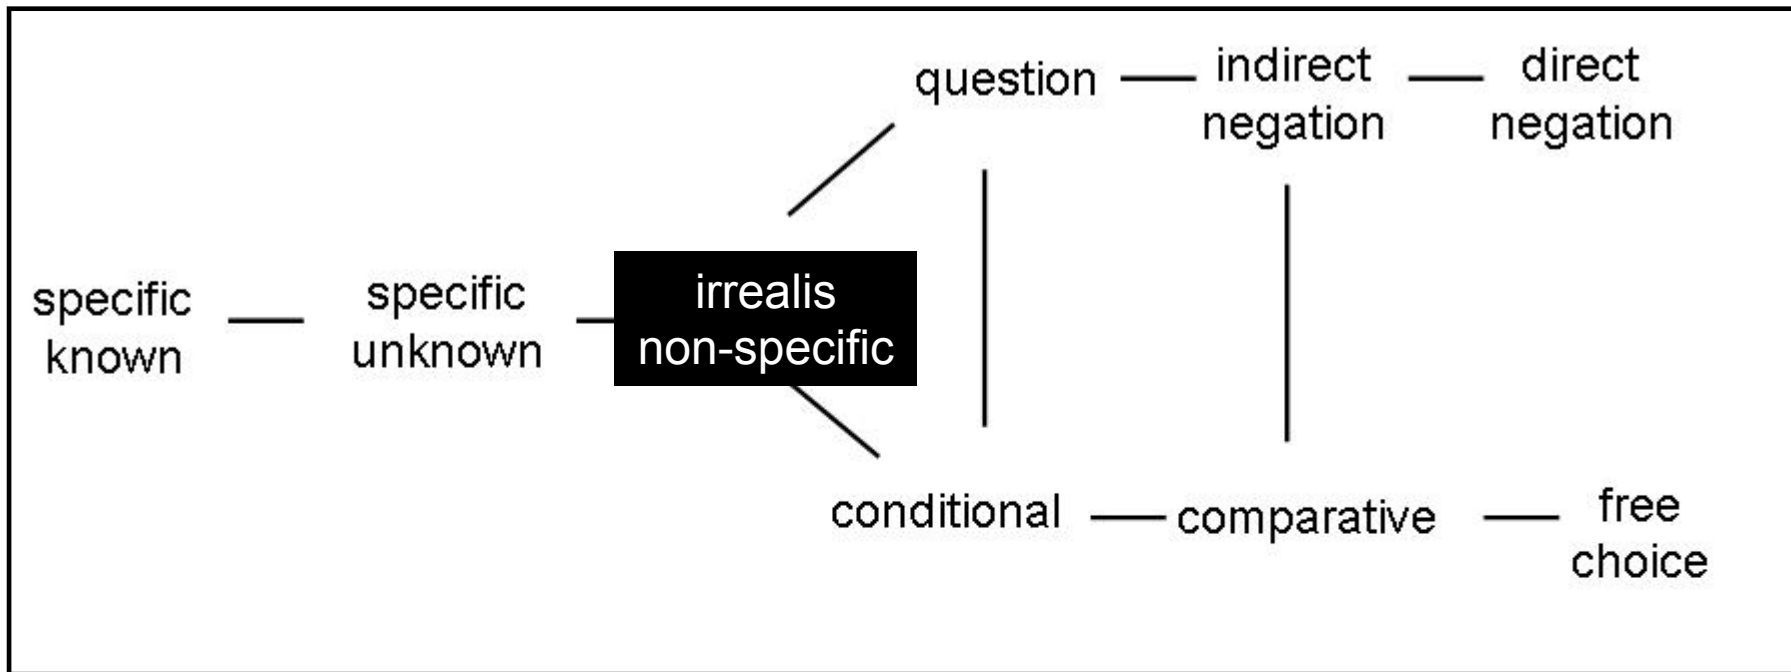 question
indirect
negation
direct
negation
specific
known
specific
unknown
irrealis
non-specific
conditional
comparative
free
choice